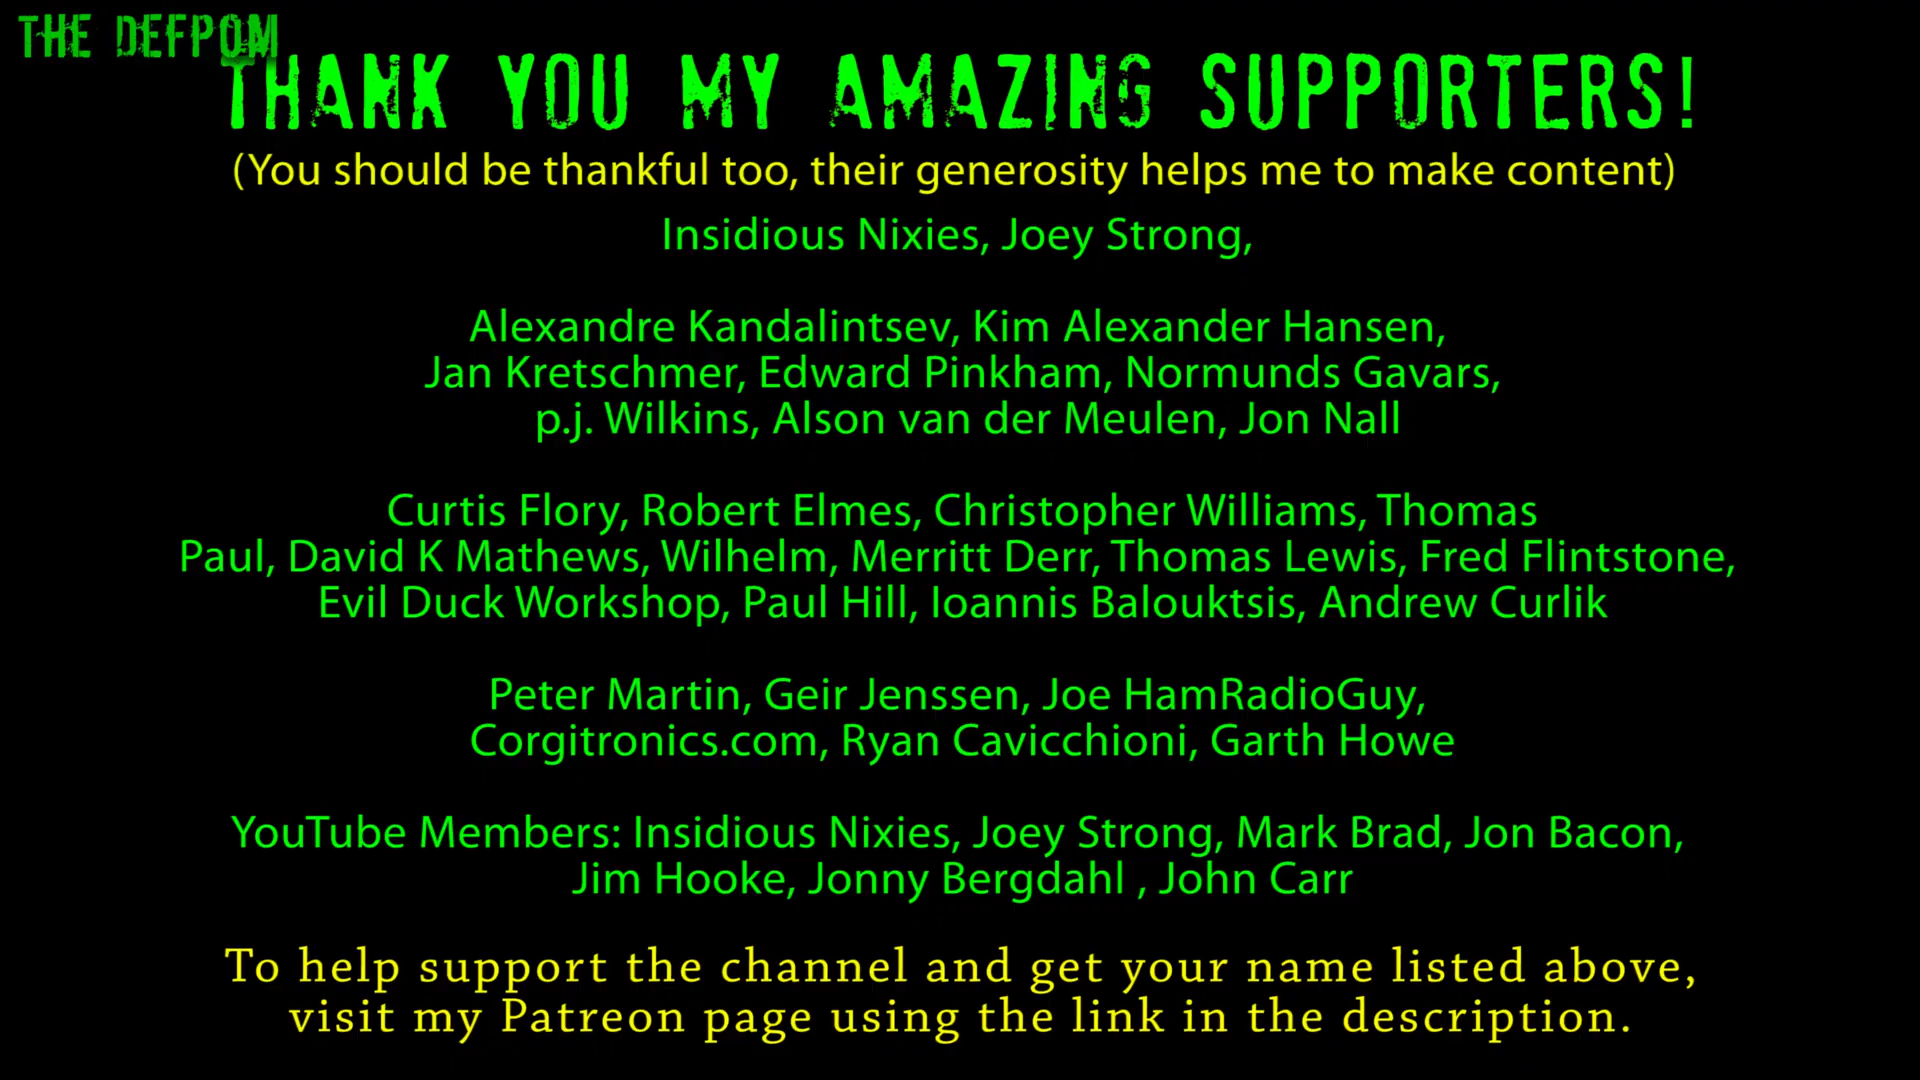 THE DEFPOM
THANK YOU MY AMAZING SUPPORTERS!
(You should be thankful too, their generosity helps me to make content)
Insidious Nixies, Joey Strong,
Alexandre Kandalintsev, Kim Alexander Hansen,
Jan Kretschmer, Edward Pinkham, Normunds Gavars,
p.j. Wilkins, Alson van der Meulen, Jon Nall
Curtis Flory, Robert Elmes, Christopher Williams, Thomas
Paul, David K Mathews, Wilhelm, Merritt Derr, Thomas Lewis, Fred Flintstone,
Evil Duck Workshop, Paul Hill, Ioannis Balouktsis, Andrew Curlik
Peter Martin, Geir Jenssen, Joe HamRadioGuy,
Corgitronics.com, Ryan Cavicchioni, Garth Howe
YouTube Members: Insidious Nixies, Joey Strong, Mark Brad, Jon Bacon,
Jim Hooke, Jonny Bergdahl , John Carr
To help support the channel and get your name listed above,
visit my Patreon page using the link in the description.